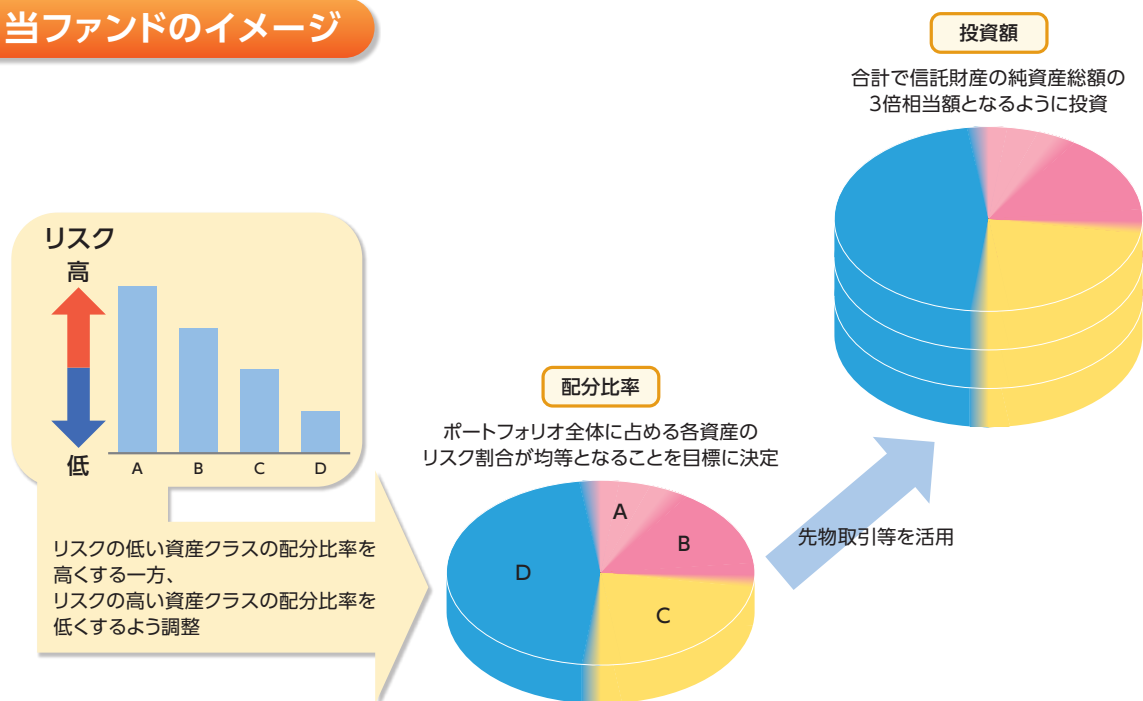 当ファンドのイメージ
投資額
合計で信託財産の純資産総額の
3倍相当額となるように投資
リスク
高
低
A B C D
リスクの低い資産クラスの配分比率を
高くする一方、
リスクの高い資産クラスの配分比率を
低くするよう調整
配分比率
ポートフォリオ全体に占める各資産の
リスク割合が均等となることを目標に決定
A
B
C
D
先物取引等を活用